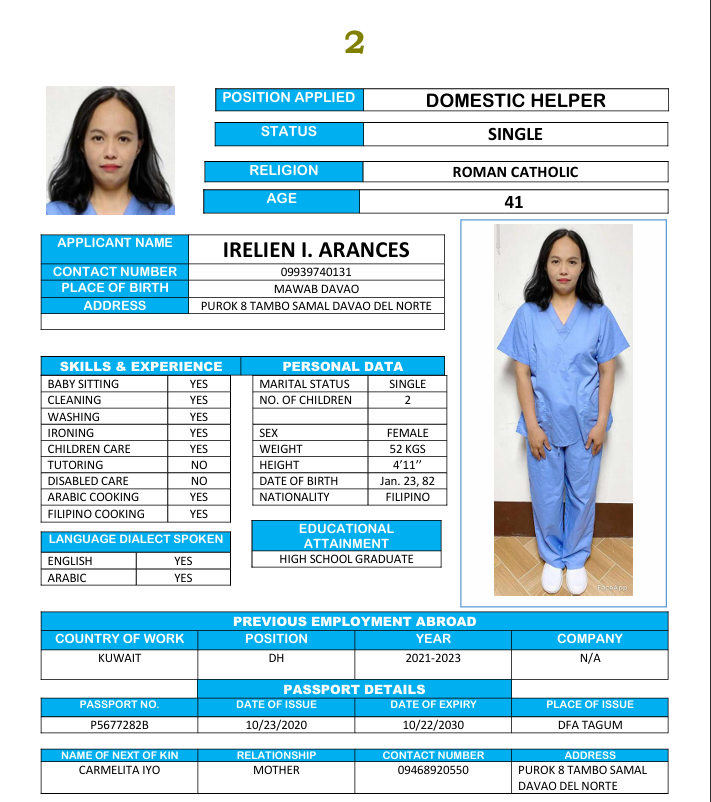 2
POSITION APPLIED DOMESTIC HELPER
STATUS SINGLE
RELIGION ROMAN CATHOLIC
AGE 41
APPLICANT NAME IRELIEN I. ARANCES
CONTACT NUMBER 09939740131
PLACE OF BIRTH MAWAB DAVAO
ADDRESS PUROK 8 TAMBO SAMAL DAVAO DEL NORTE
SKILLS & EXPERIENCE
BABY SITTING YES
CLEANING YES
WASHING YES
IRONING YES
CHILDREN CARE YES
TUTORING NO
DISABLED CARE NO
ARABIC COOKING YES
FILIPINO COOKING YES
LANGUAGE DIALECT SPOKEN
ENGLISH YES
ARABIC YES
PERSONAL DATA
MARITAL STATUS SINGLE
NO. OF CHILDREN 2
SEX FEMALE
WEIGHT 52 KGS
HEIGHT 4’11’’
DATE OF BIRTH Jan. 23, 82
NATIONALITY FILIPINO
EDUCATIONAL
ATTAINMENT
HIGH SCHOOL GRADUATE
FaceApp
PREVIOUS EMPLOYMENT ABROAD
COUNTRY OF WORK POSITION YEAR COMPANY
KUWAIT DH 2021-2023 N/A
PASSPORT DETAILS
PASSPORT NO. DATE OF ISSUE DATE OF EXPIRY PLACE OF ISSUE
P5677282B 10/23/2020 10/22/2030 DFA TAGUM
NAME OF NEXT OF KIN RELATIONSHIP CONTACT NUMBER ADDRESS
CARMELITA IYO MOTHER 09468920550 PUROK 8 TAMBO SAMAL
DAVAO DEL NORTE